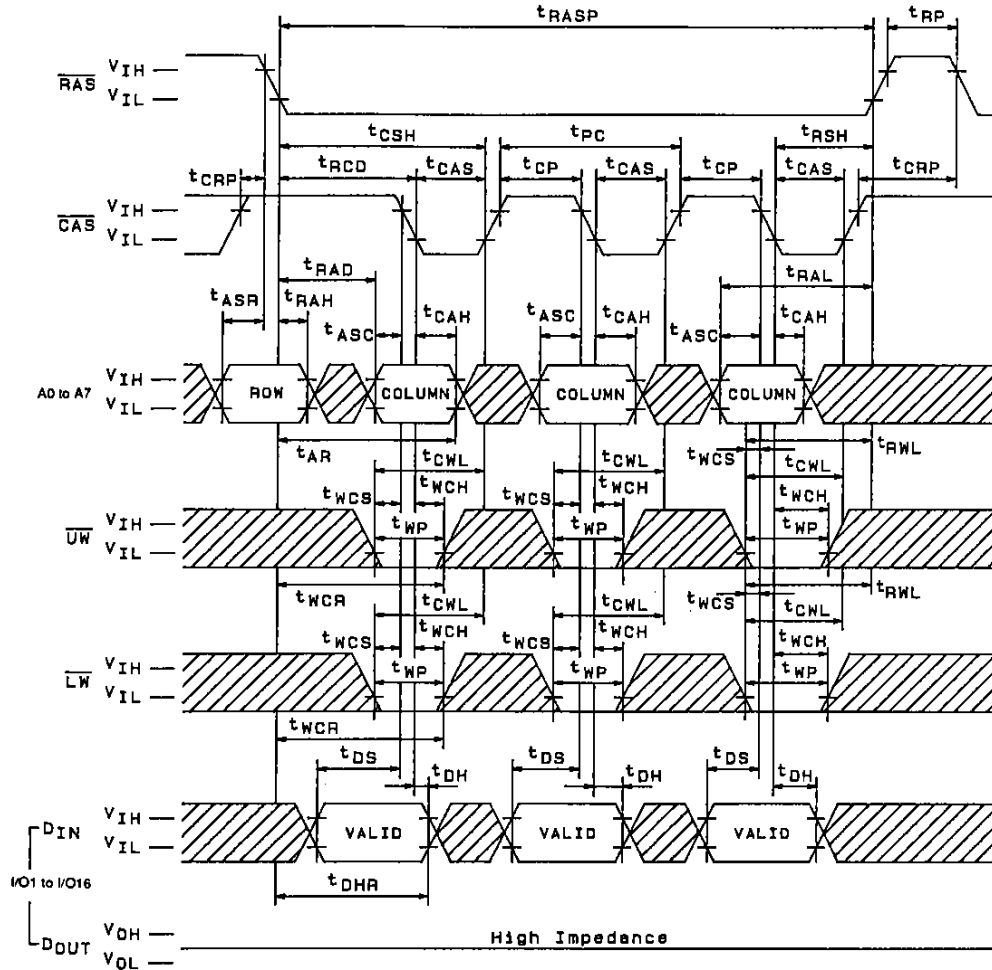 tRASP tRP
RAS VIH
VIL
tCSH tPC tRSH
tCRP tRCD tCAS tCP tCAS tCP tCAS tCRP
CAS VIH
VIL
tRAD tRAL
tASR tRAH tASC tCAH tASC tCAH tASC tCAH
A0 to A7 VIH
VIL
ROW COLUMN COLUMN COLUMN
tAR tCWL tCWL tWCS tRWL
tCWL
tWCS tWCH tWCS tWCH tWCH
UW VIH
VIL
tWP tWP tWP
tWCR tCWL tCWL tWCS tRWL
tCWL
tWCS tWCH tWCS tWCH tWCH
LW VIH
VIL
tWP tWP tWP
tWCR
tDS tDH tDS tDH tDS tDH
DIN VIH
VIL
VALID VALID VALID
I/O1 to I/O16
tDHR
DOUT VOH
VOL
High Impedance